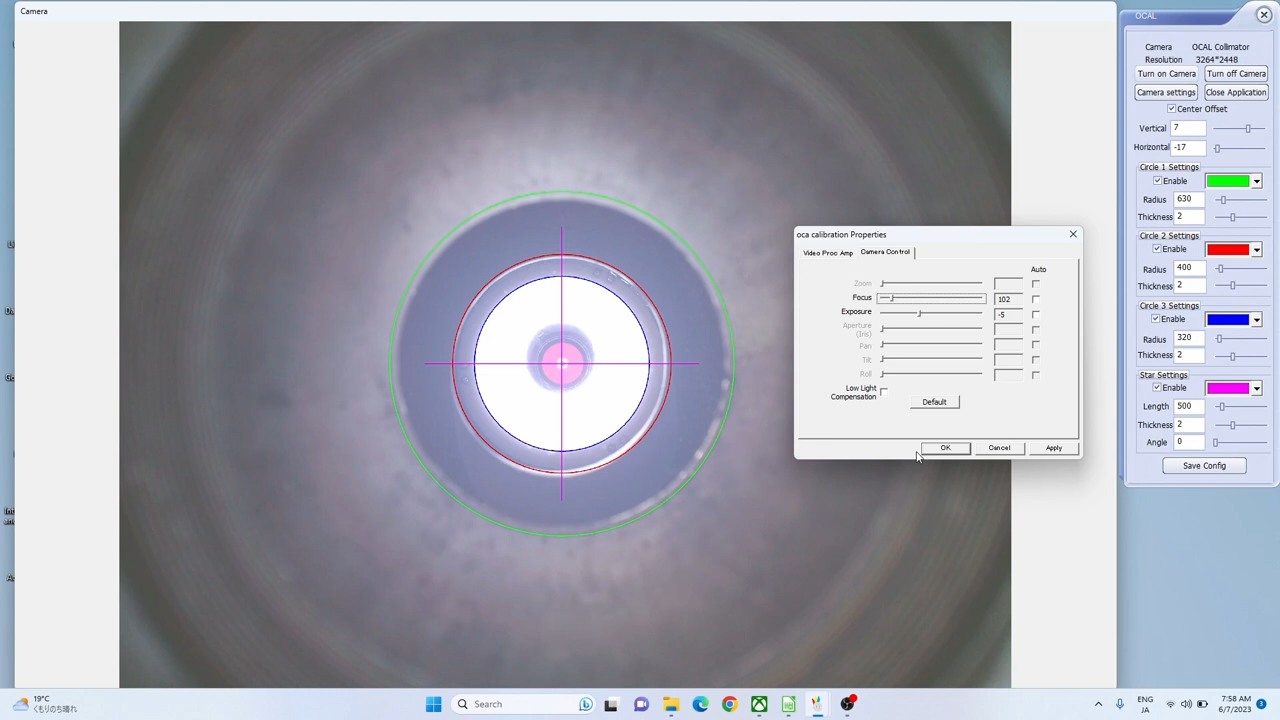 Camera
OCAL
Camera OCAL Collimator
Resolution 3264*2448
Turn on Camera Turn off Camera
Camera settings Close Application
Center Offset
Vertical 7
Horizontal -17
Circle 1 Settings
Enable
Radius 630
Thickness 2
Circle 2 Settings
Enable
Radius 400
Thickness 2
Circle 3 Settings
Enable
Radius 320
Thickness 2
Star Settings
Enable
Length 500
Thickness 2
Angle 0
Save Config
oca calibration Properties
Video Proc Amp Camera Control
Auto
Zoom
Focus 102
Exposure -5
Aperture
(Iris)
Pan
Tilt
Roll
Low Light
Compensation
Default
OK Cancel Apply
19°C
くもりのち晴れ
Search
ENG
JA
7:58 AM
6/7/2023
3